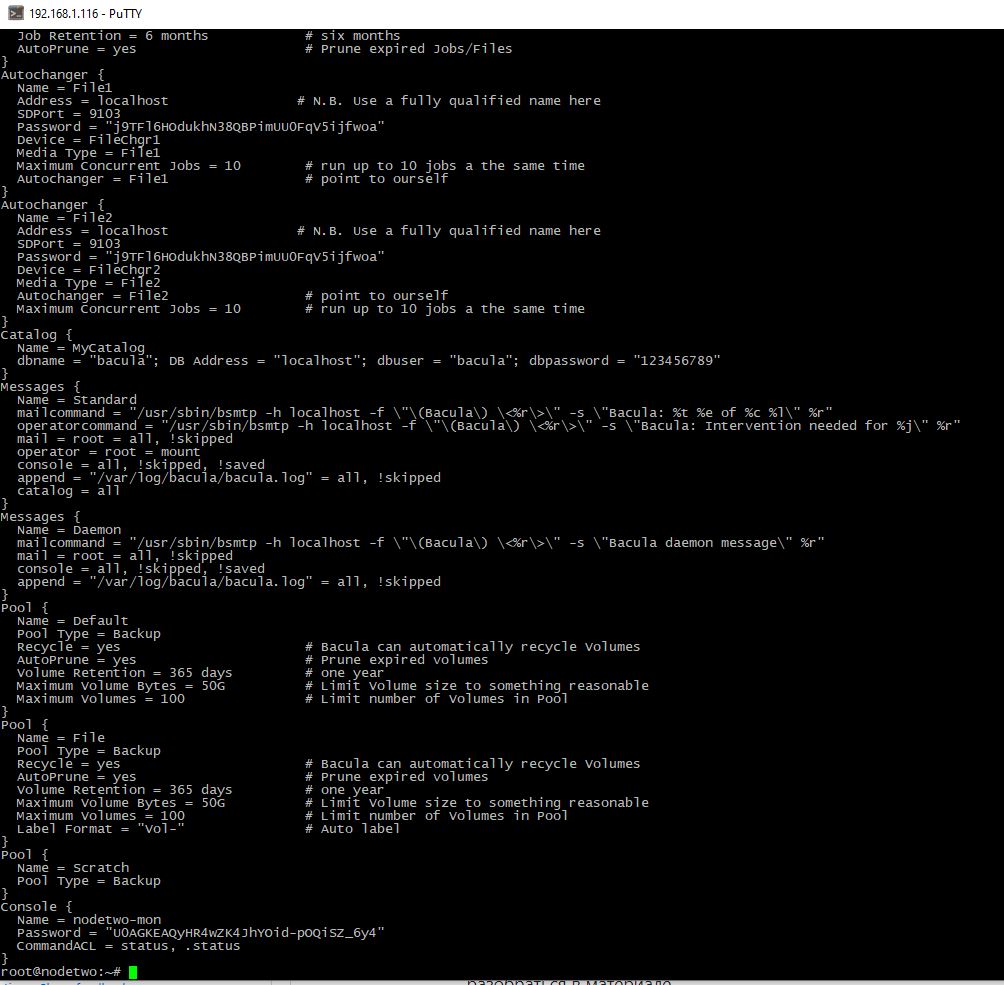 192.168.1.116 - PuTTY
Job Retention = 6 months # six months
AutoPrune = yes # Prune expired Jobs/Files
}
Autochanger {
Name = File1
Address = localhost # N.B. Use a fully qualified name here
SDPort = 9103
Password = "j9TFl6HOdukhN38QBPimUU0FqV5ijfwoa"
Device = FileChgr1
Media Type = File1
Maximum Concurrent Jobs = 10 # run up to 10 jobs a the same time
Autochanger = File1 # point to ourself
}
Autochanger {
Name = File2
Address = localhost # N.B. Use a fully qualified name here
SDPort = 9103
Password = "j9TFl6HOdukhN38QBPimUU0FqV5ijfwoa"
Device = FileChgr2
Media Type = File2
Autochanger = File2 # point to ourself
Maximum Concurrent Jobs = 10 # run up to 10 jobs a the same time
}
Catalog {
Name = MyCatalog
dbname = "bacula"; DB Address = "localhost"; dbuser = "bacula"; dbpassword = "123456789"
}
Messages {
Name = Standard
mailcommand = "/usr/sbin/bsmtp -h localhost -f \"\(Bacula\) \<%r\>\" -s \"Bacula: %t %e of %c %l\" %r"
operatorcommand = "/usr/sbin/bsmtp -h localhost -f \"\(Bacula\) \<%r\>\" -s \"Bacula: Intervention needed for %j\" %r"
mail = root = all, !skipped
operator = root = mount
console = all, !skipped, !saved
append = "/var/log/bacula/bacula.log" = all, !skipped
catalog = all
}
Messages {
Name = Daemon
mailcommand = "/usr/sbin/bsmtp -h localhost -f \"\(Bacula\) \<%r\>\" -s \"Bacula daemon message\" %r"
mail = root = all, !skipped
console = all, !skipped, !saved
append = "/var/log/bacula/bacula.log" = all, !skipped
}
Pool {
Name = Default
Pool Type = Backup
Recycle = yes # Bacula can automatically recycle Volumes
AutoPrune = yes # Prune expired volumes
Volume Retention = 365 days # one year
Maximum Volume Bytes = 50G # Limit Volume size to something reasonable
Maximum Volumes = 100 # Limit number of Volumes in Pool
}
Pool {
Name = File
Pool Type = Backup
Recycle = yes # Bacula can automatically recycle Volumes
AutoPrune = yes # Prune expired volumes
Volume Retention = 365 days # one year
Maximum Volume Bytes = 50G # Limit Volume size to something reasonable
Maximum Volumes = 100 # Limit number of Volumes in Pool
Label Format = "Vol-" # Auto label
}
Pool {
Name = Scratch
Pool Type = Backup
}
Console {
Name = nodetwo-mon
Password = "U0AGKEAQyHR4wZK4JhYOid-pOQiSZ_6y4"
CommandACL = status, .status
}
root@nodetwo:~#
разобраться в материале